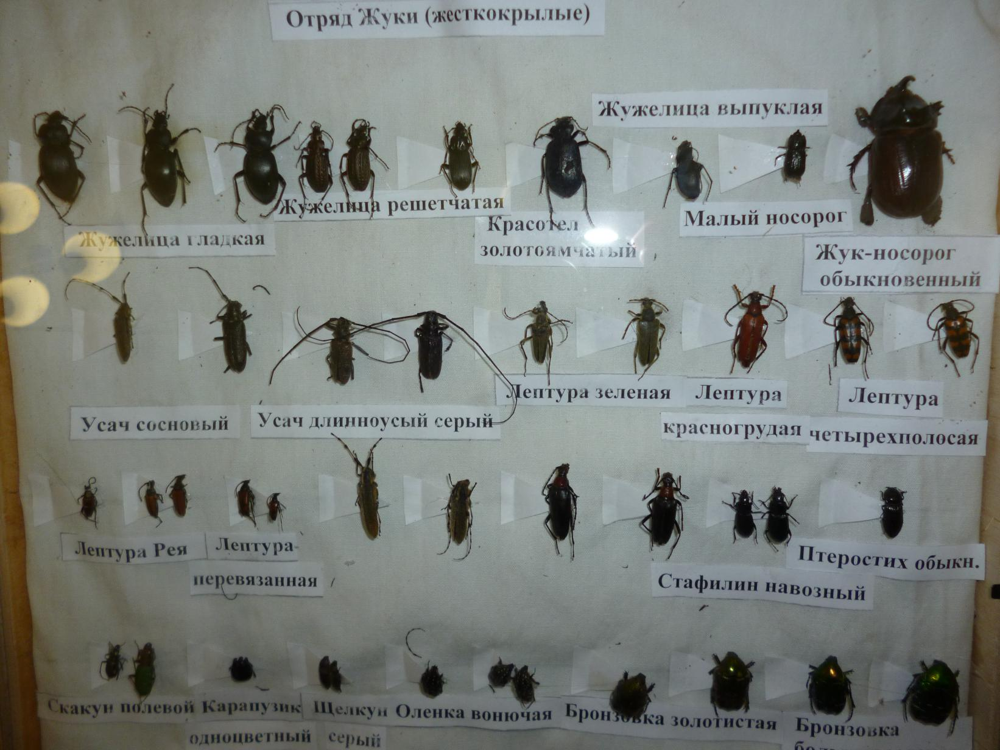 Отряд Жуки (жесткокрылые)
Жужелица выпуклая
Жужелица решетчатая
Малый носорог
Красотел
золотоямчатый
Жужелица гладкая
Жук-носорог
обыкновенный
Лептура зеленая
Лептура
красногрудая
Лептура
четырехполосая
Усач сосновый
Усач длинноусый серый
Лептура Рея
Лептура-
перевязанная
Птеростих обыкн.
Стафилин навозный
Скакун полевой
Карапузик
одноцветный
Щелкун
серый
Оленка вонючая
Бронзовка золотистая
Бронзовка